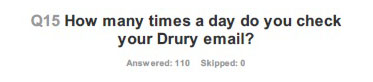 Q15 How many times a day do you check
your Drury email?
Answered: 110 Skipped: 0